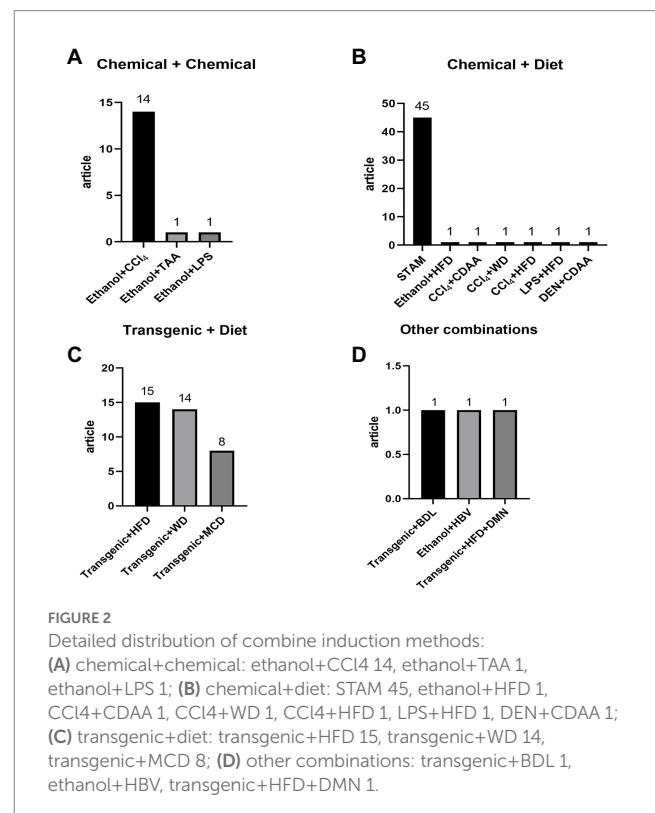 A Chemical + Chemical
15
10
5
0
article
14
1
1
Ethanol+CCl₄
Ethanol+TAA
Ethanol+LPS
B Chemical + Diet
50
40
30
20
10
0
article
45
1
1
1
1
1
1
STAM
Ethanol+HFD
CCl₄+CDAA
CCl₄+WD
CCl₄+HFD
LPS+HFD
DEN+CDAA
Transgenic + Diet
C
20
15
10
5
0
article
15
14
8
Transgenic+HFD
Transgenic+WD
Transgenic+MCD
Other combinations
D
1.5
1.0
0.5
0.0
article
1
1
1
Transgenic+BDL
Ethanol+HBV
Transgenic+HFD+DMN
FIGURE 2
Detailed distribution of combine induction methods:
(A) chemical+chemical: ethanol+CCl4 14, ethanol+TAA 1,
ethanol+LPS 1; (B) chemical+diet: STAM 45, ethanol+HFD 1,
CCl4+CDAA 1, CCl4+WD 1, CCl4+HFD 1, LPS+HFD 1, DEN+CDAA 1;
(C) transgenic+diet: transgenic+HFD 15, transgenic+WD 14,
transgenic+MCD 8; (D) other combinations: transgenic+BDL 1,
ethanol+HBV, transgenic+HFD+DMN 1.